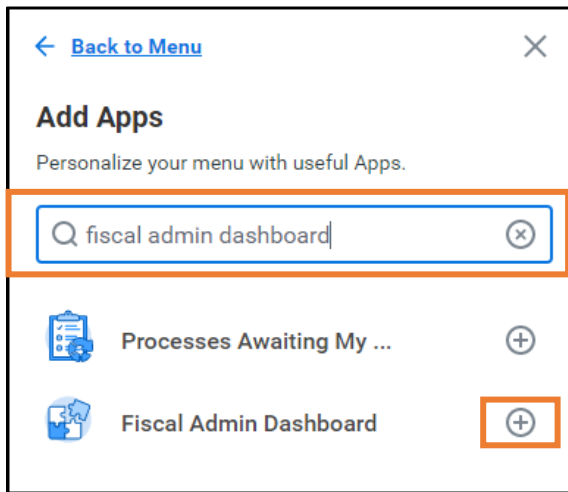 Back to Menu
Add Apps
Personalize your menu with useful Apps.
fiscal admin dashboard
Processes Awaiting My ...
Fiscal Admin Dashboard